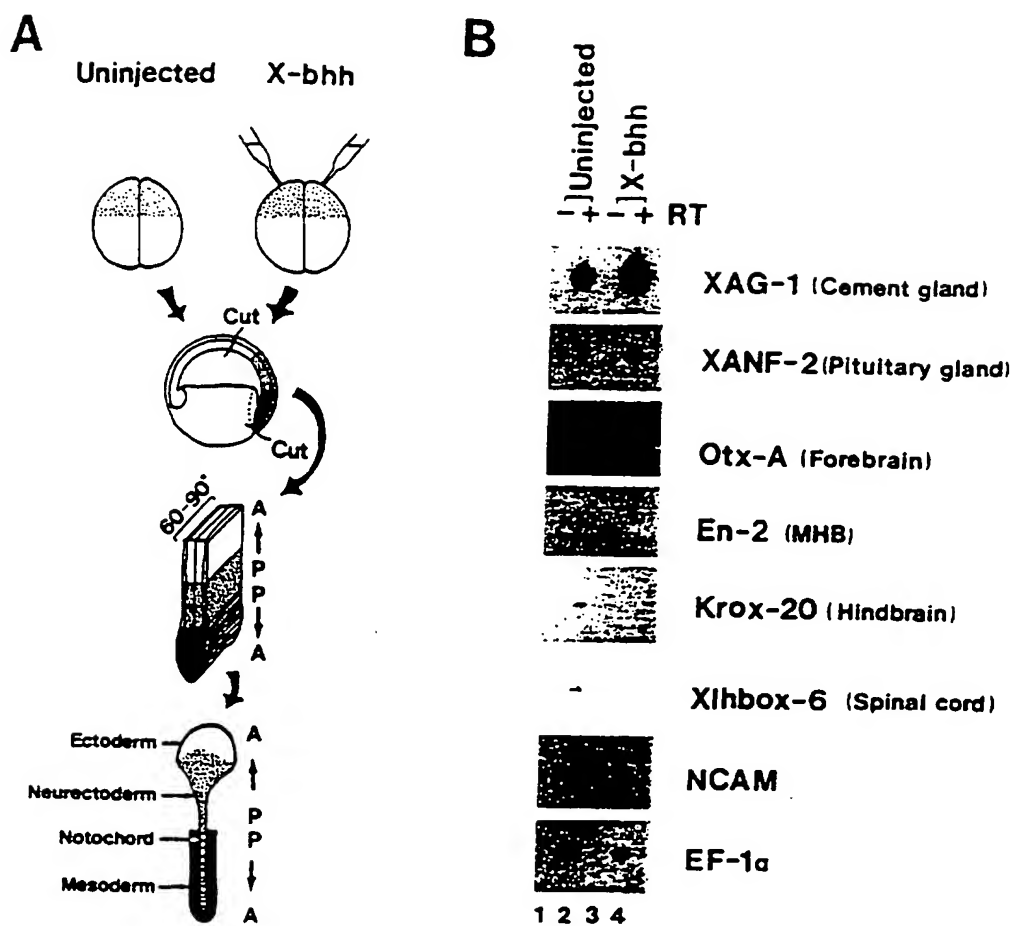 A
Uninjected X-bhh
Cut
Cut
60-90°
A
P
P
A
Ectoderm
Neurectoderm
Notochord
Mesoderm
A
P
P
A
B
Uninjected
X-bhh
- + - + RT
XAG-1 (Cement gland)
XANF-2 (Pituitary gland)
Otx-A (Forebrain)
En-2 (MHB)
Krox-20 (Hindbrain)
Xlhbox-6 (Spinal cord)
NCAM
EF-1α
1 2 3 4